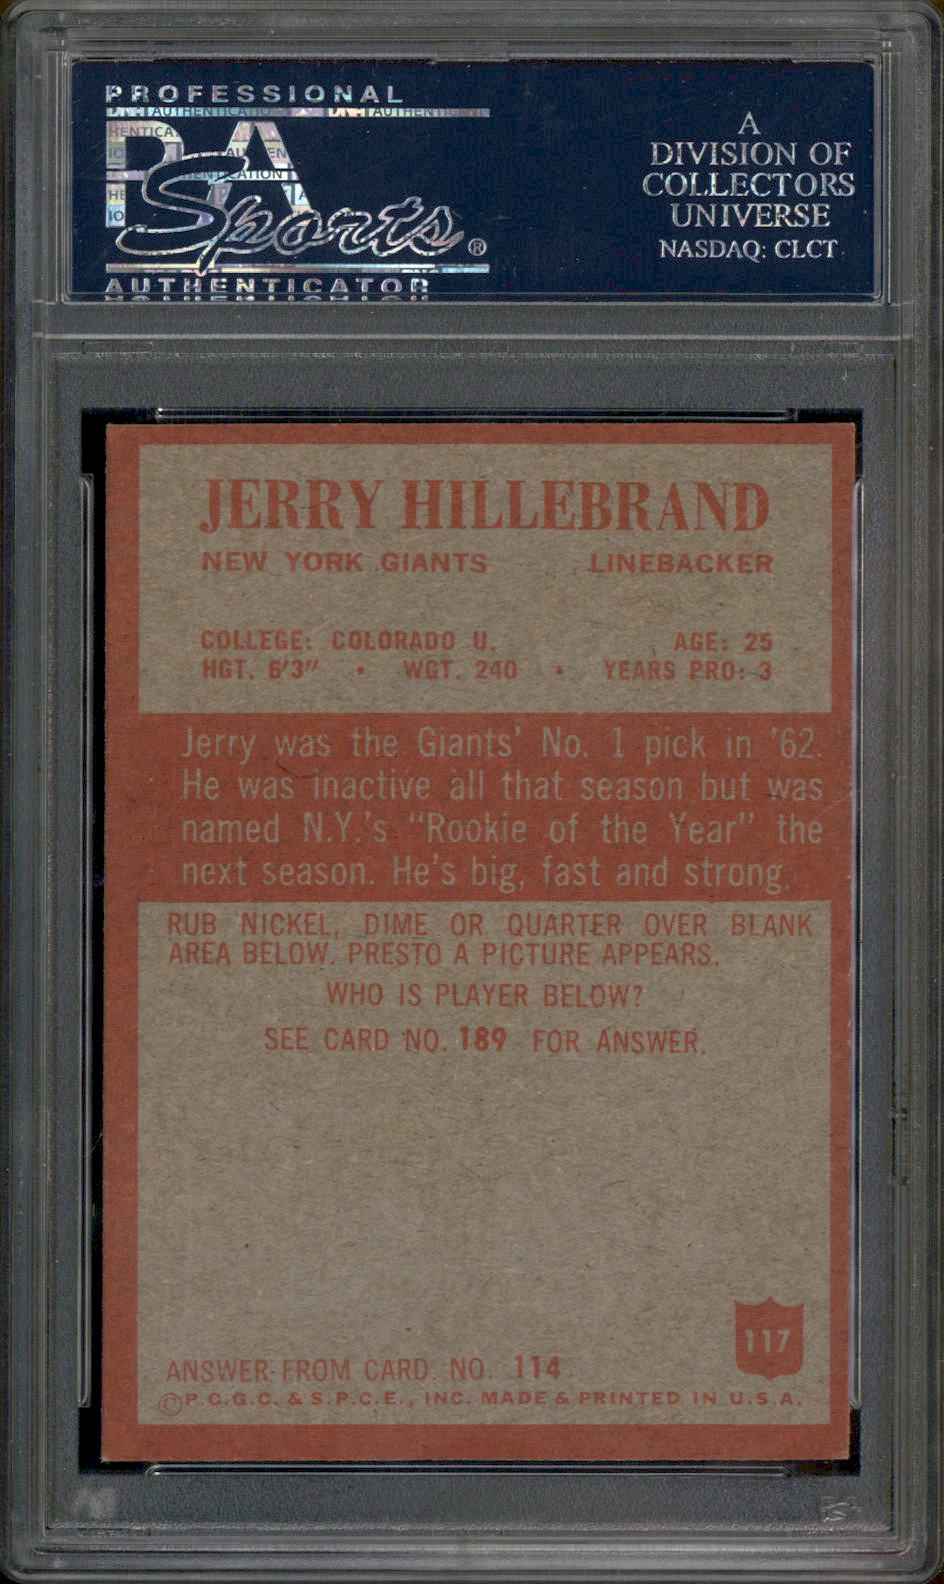 PROFESSIONAL
PSA
Sports®
AUTHENTICATOR
A
DIVISION OF
COLLECTORS
UNIVERSE
NASDAQ: CLCT
JERRY HILLEBRAND
NEW YORK GIANTS LINEBACKER
COLLEGE: COLORADO U. AGE: 25
HGT. 6'3" • WGT. 240 • YEARS PRO: 3
Jerry was the Giants' No. 1 pick in '62.
He was inactive all that season but was
named N.Y.'s "Rookie of the Year" the
next season. He's big, fast and strong.
RUB NICKEL, DIME OR QUARTER OVER BLANK
AREA BELOW. PRESTO A PICTURE APPEARS.
WHO IS PLAYER BELOW?
SEE CARD NO. 189 FOR ANSWER.
117
ANSWER FROM CARD. NO. 114
©P.C.G.C. & S.P.C.E., INC. MADE & PRINTED IN U.S.A.